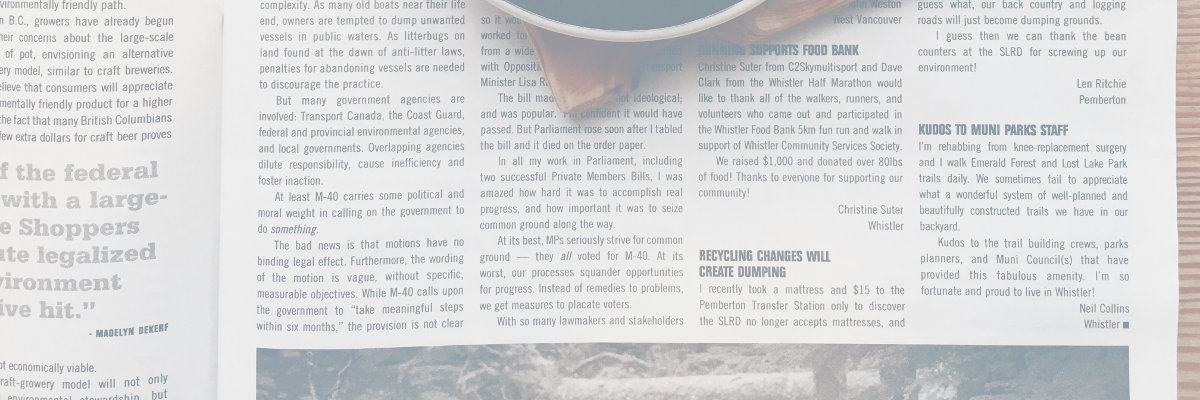 vironmentally friendly path.
n B.C., growers have already begun
heir concerns about the large-scale
of pot, envisioning an alternative
ery model, similar to craft breweries.
elieve that consumers will appreciate
mentally friendly product for a higher
the fact that many British Columbians
few extra dollars for craft beer proves
f the federal
with a large-
e Shoppers
ate legalized
vironment
ive hit.”
- MADELYN DEKERF
ot economically viable.
raft-growery model will not only
environmental stewardship, but
complexity. As many old boats near their life
end, owners are tempted to dump unwanted
vessels in public waters. As litterbugs on
land found at the dawn of anti-litter laws,
penalties for abandoning vessels are needed
to discourage the practice.
But many government agencies are
involved: Transport Canada, the Coast Guard,
federal and provincial environmental agencies,
and local governments. Overlapping agencies
dilute responsibility, cause inefficiency and
foster inaction.
At least M-40 carries some political and
moral weight in calling on the government to
do something.
The bad news is that motions have no
binding legal effect. Furthermore, the wording
of the motion is vague, without specific,
measurable objectives. While M-40 calls upon
the government to “take meaningful steps
within six months,” the provision is not clear
so it wou
worked fo
from a wide
with Oppositi Transport
Minister Lisa R
The bill mad not ideological;
and was popular. I'm confident it would have
passed. But Parliament rose soon after I tabled
the bill and it died on the order paper.
In all my work in Parliament, including
two successful Private Members Bills, I was
amazed how hard it was to accomplish real
progress, and how important it was to seize
common ground along the way.
At its best, MPs seriously strive for common
ground — they all voted for M-40. At its
worst, our processes squander opportunities
for progress. Instead of remedies to problems,
we get measures to placate voters.
With so many lawmakers and stakeholders
John Weston
West Vancouver
RUNNING SUPPORTS FOOD BANK
Christine Suter from C2Skymultisport and Dave
Clark from the Whistler Half Marathon would
like to thank all of the walkers, runners, and
volunteers who came out and participated in
the Whistler Food Bank 5km fun run and walk in
support of Whistler Community Services Society.
We raised $1,000 and donated over 80lbs
of food! Thanks to everyone for supporting our
community!
Christine Suter
Whistler
RECYCLING CHANGES WILL
CREATE DUMPING
I recently took a mattress and $15 to the
Pemberton Transfer Station only to discover
the SLRD no longer accepts mattresses, and
guess what, our back country and logging
roads will just become dumping grounds.
I guess then we can thank the bean
counters at the SLRD for screwing up our
environment!
Len Ritchie
Pemberton
KUDOS TO MUNI PARKS STAFF
I'm rehabbing from knee-replacement surgery
and I walk Emerald Forest and Lost Lake Park
trails daily. We sometimes fail to appreciate
what a wonderful system of well-planned and
beautifully constructed trails we have in our
backyard.
Kudos to the trail building crews, parks
planners, and Muni Council(s) that have
provided this fabulous amenity. I'm so
fortunate and proud to live in Whistler!
Neil Collins
Whistler